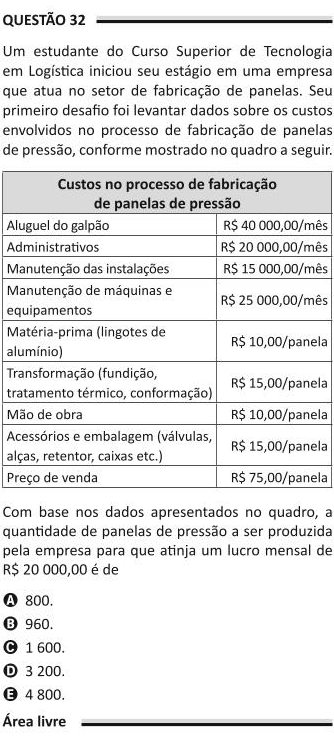 QUESTÃO 32
Um estudante do Curso Superior de Tecnologia
em Logística iniciou seu estágio em uma empresa
que atua no setor de fabricação de panelas. Seu
primeiro desafio foi levantar dados sobre os custos
envolvidos no processo de fabricação de panelas
de pressão, conforme mostrado no quadro a seguir.
Custos no processo de fabricação
de panelas de pressão
Aluguel do galpão R$ 40 000,00/mês
Administrativos R$ 20 000,00/mês
Manutenção das instalações R$ 15 000,00/mês
Manutenção de máquinas e
equipamentos R$ 25 000,00/mês
Matéria-prima (lingotes de
alumínio) R$ 10,00/panela
Transformação (fundição,
tratamento térmico, conformação) R$ 15,00/panela
Mão de obra R$ 10,00/panela
Acessórios e embalagem (válvulas,
alças, retentor, caixas etc.) R$ 15,00/panela
Preço de venda R$ 75,00/panela
Com base nos dados apresentados no quadro, a
quantidade de panelas de pressão a ser produzida
pela empresa para que atinja um lucro mensal de
R$ 20 000,00 é de
A 800.
B 960.
C 1 600.
D 3 200.
E 4 800.
Área livre